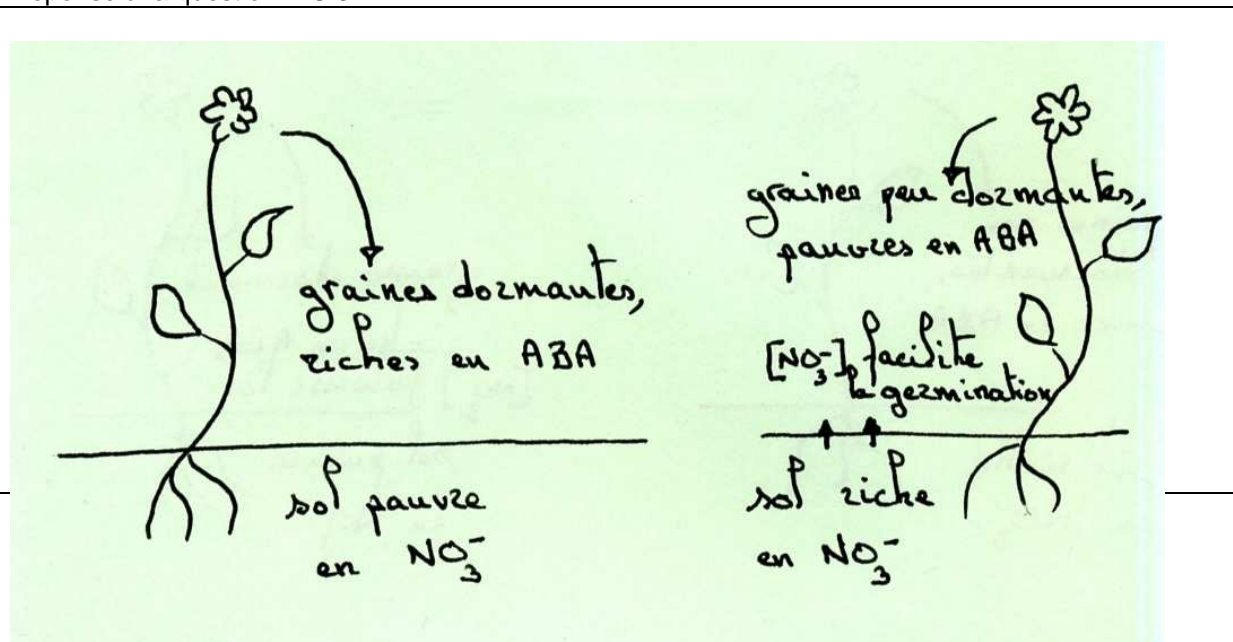 graines dormantes,
riches en ABA
sol pauvre
en NO₃⁻
graines peu dormantes,
pauvres en ABA
[NO₃⁻] facilite
la germination
sol riche
en NO₃⁻